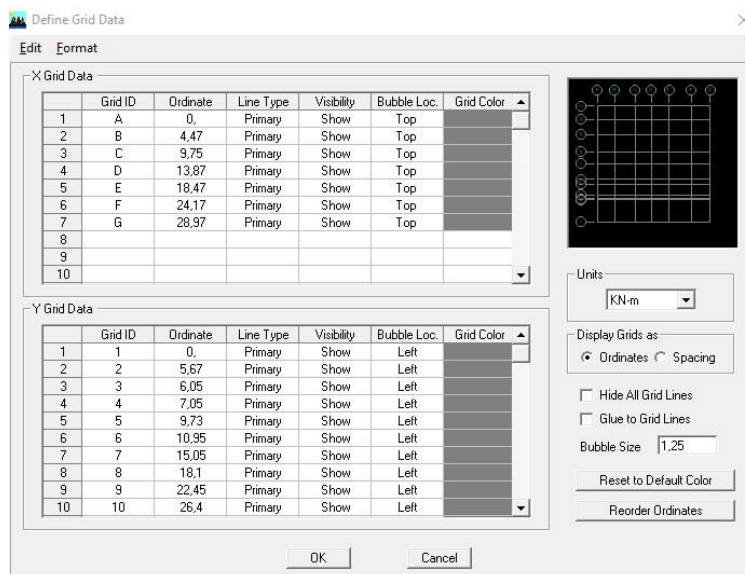 Define Grid Data
Edit Format
X Grid Data
Grid ID Ordinate Line Type Visibility Bubble Loc. Grid Color
1 A 0, Primary Show Top
2 B 4,47 Primary Show Top
3 C 9,75 Primary Show Top
4 D 13,87 Primary Show Top
5 E 18,47 Primary Show Top
6 F 24,17 Primary Show Top
7 G 28,97 Primary Show Top
8
9
10
Units
KN-m
Y Grid Data
Grid ID Ordinate Line Type Visibility Bubble Loc. Grid Color
1 1 0, Primary Show Left
2 2 5,67 Primary Show Left
3 3 6,05 Primary Show Left
4 4 7,05 Primary Show Left
5 5 9,73 Primary Show Left
6 6 10,95 Primary Show Left
7 7 15,05 Primary Show Left
8 8 18,1 Primary Show Left
9 9 22,45 Primary Show Left
10 10 26,4 Primary Show Left
Display Grids as
Ordinates Spacing
Hide All Grid Lines
Glue to Grid Lines
Bubble Size 1,25
Reset to Default Color
Reorder Ordinates
OK Cancel